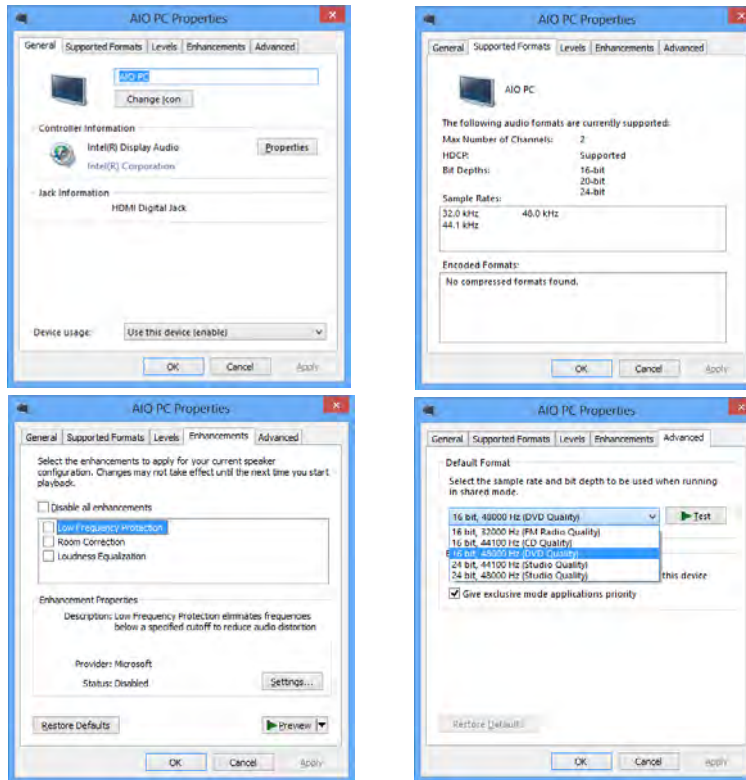 AIO PC Properties
General Supported Formats Levels Enhancements Advanced
AIO PC
Change Icon
Controller Information
Intel(R) Display Audio Properties
Intel(R) Corporation
Jack Information
HDMI Digital Jack
Device usage: Use this device (enable)
OK Cancel Apply
AIO PC Properties
General Supported Formats Levels Enhancements Advanced
AIO PC
The following audio formats are currently supported:
Max Number of Channels: 2
HDCP: Supported
Bit Depths: 16-bit
20-bit
24-bit
Sample Rates:
32.0 kHz 48.0 kHz
44.1 kHz
Encoded Formats:
No compressed formats found.
OK Cancel Apply
AIO PC Properties
General Supported Formats Levels Enhancements Advanced
Select the enhancements to apply for your current speaker
configuration. Changes may not take effect until the next time you start
playback.
Disable all enhancements
Low Frequency Protection
Room Correction
Loudness Equalization
Enhancement Properties
Description: Low Frequency Protection eliminates frequencies
below a specified cutoff to reduce audio distortion
Provider: Microsoft
Status: Disabled Settings...
Restore Defaults Preview
OK Cancel Apply
AIO PC Properties
General Supported Formats Levels Enhancements Advanced
Default Format
Select the sample rate and bit depth to be used when running
in shared mode.
16 bit, 48000 Hz (DVD Quality) Test
16 bit, 32000 Hz (FM Radio Quality)
16 bit, 44100 Hz (CD Quality)
16 bit, 48000 Hz (DVD Quality)
24 bit, 44100 Hz (Studio Quality)
24 bit, 48000 Hz (Studio Quality) this device
Give exclusive mode applications priority
Restore Defaults
OK Cancel Apply